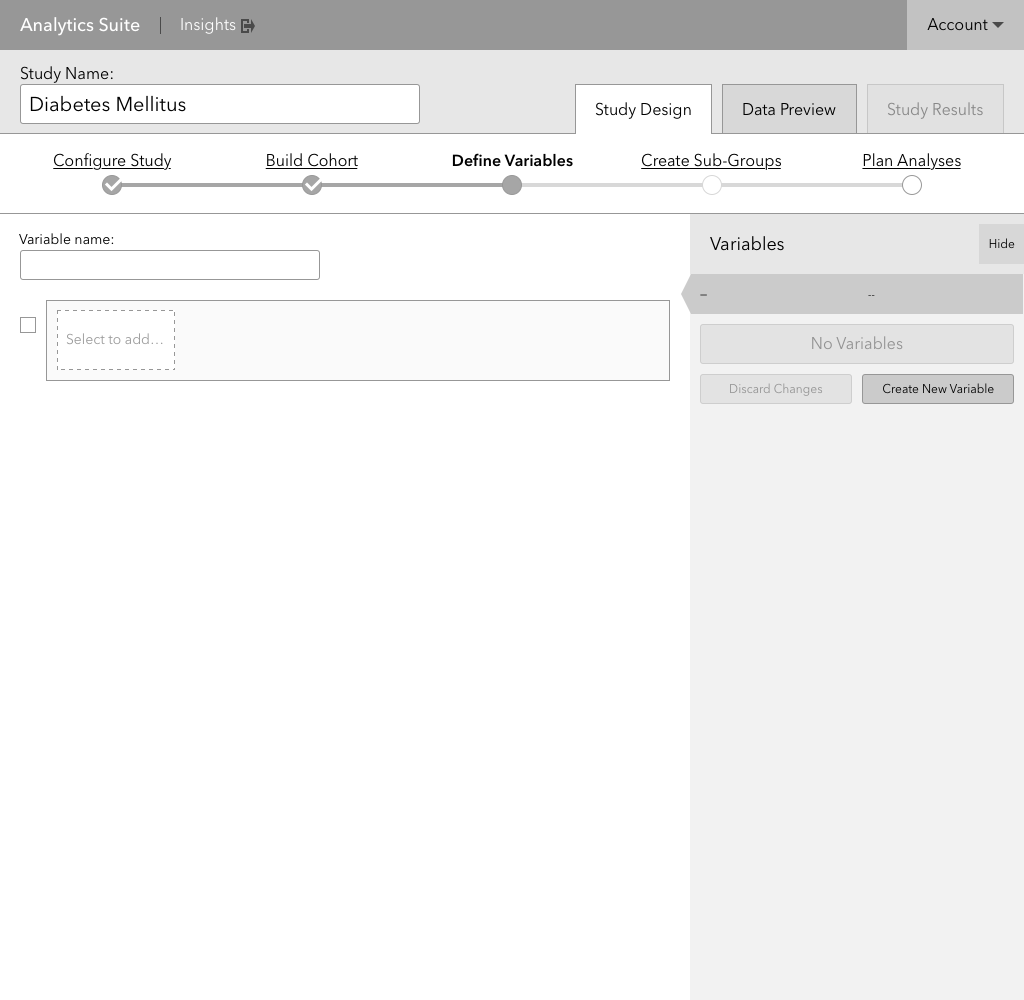 Analytics Suite | Insights Account
Study Name:
Diabetes Mellitus
Study Design Data Preview Study Results
Configure Study Build Cohort Define Variables Create Sub-Groups Plan Analyses
Variable name:
Select to add...
Variables Hide
– --
No Variables
Discard Changes Create New Variable